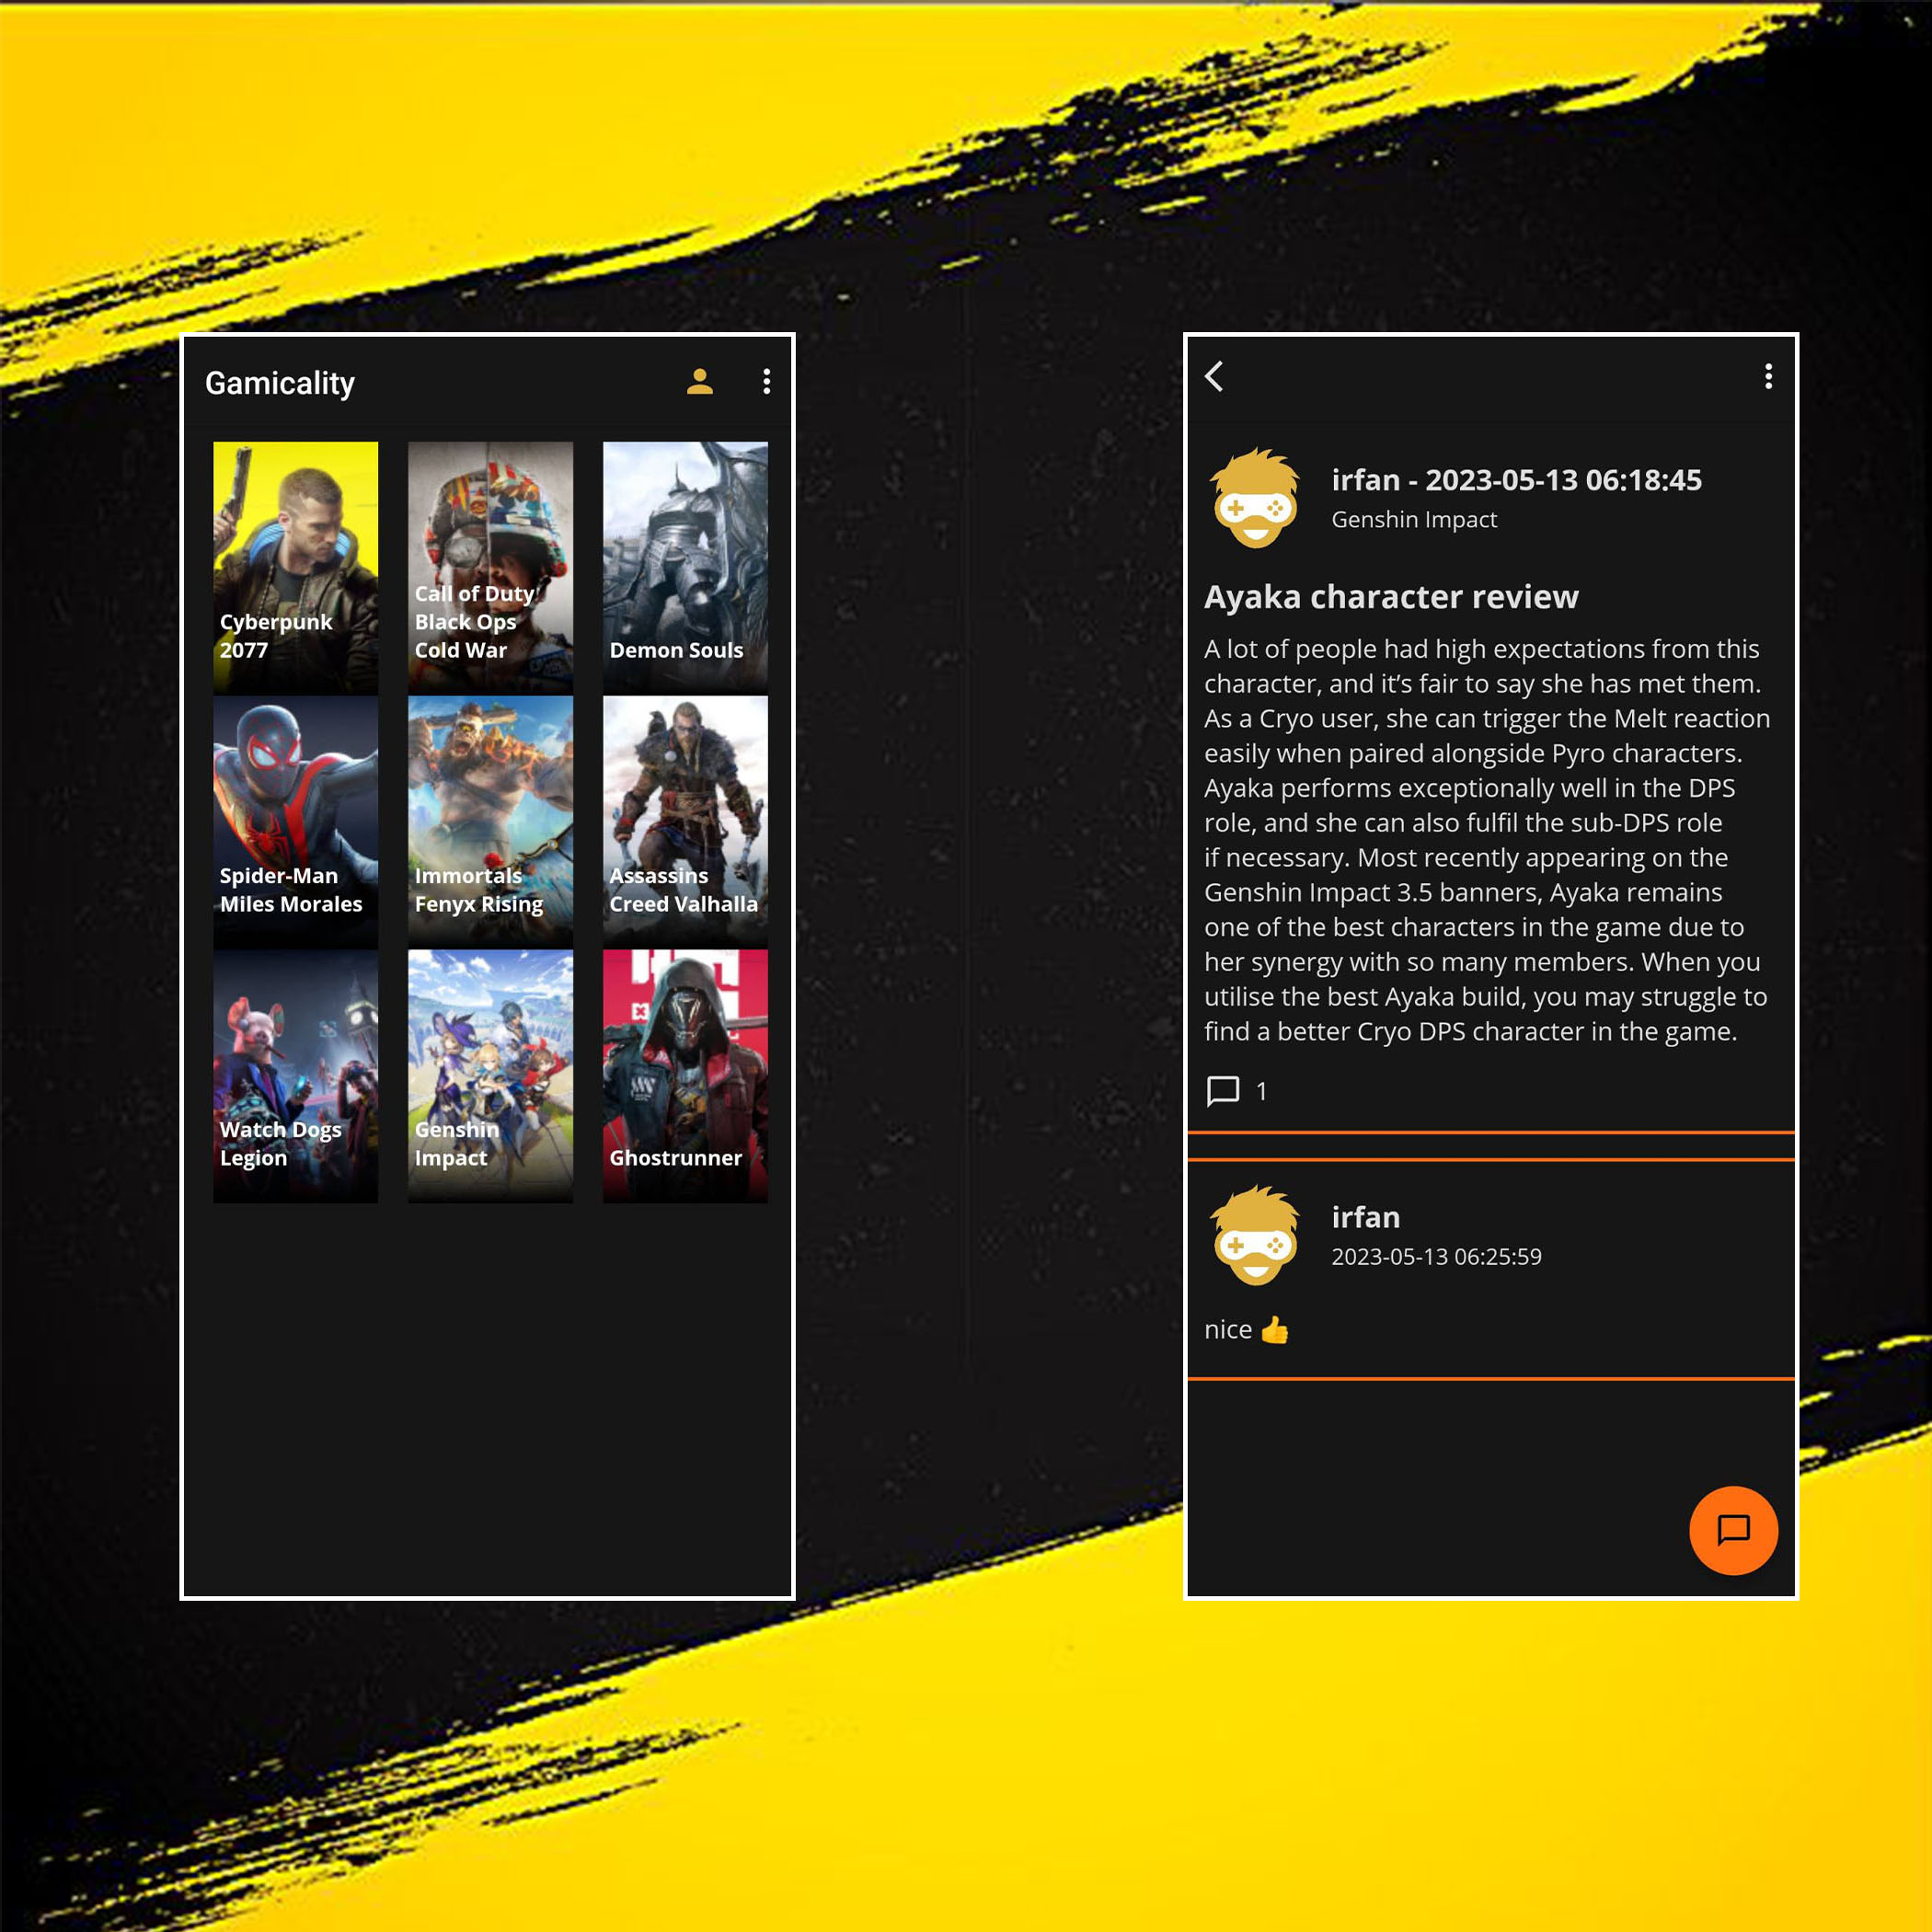 Gamicality
Cyberpunk
2077
Call of Duty
Black Ops
Cold War
Demon Souls
Spider-Man
Miles Morales
Immortals
Fenyx Rising
Assassins
Creed Valhalla
Watch Dogs
Legion
Genshin
Impact
Ghostrunner
irfan - 2023-05-13 06:18:45
Genshin Impact
Ayaka character review
A lot of people had high expectations from this
character, and it’s fair to say she has met them.
As a Cryo user, she can trigger the Melt reaction
easily when paired alongside Pyro characters.
Ayaka performs exceptionally well in the DPS
role, and she can also fulfil the sub-DPS role
if necessary. Most recently appearing on the
Genshin Impact 3.5 banners, Ayaka remains
one of the best characters in the game due to
her synergy with so many members. When you
utilise the best Ayaka build, you may struggle to
find a better Cryo DPS character in the game.
1
irfan
2023-05-13 06:25:59
nice 👍